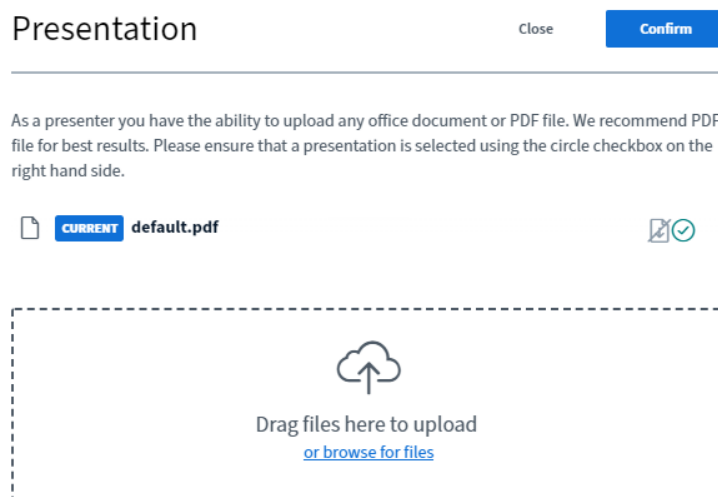 Presentation
Close
Confirm
As a presenter you have the ability to upload any office document or PDF file. We recommend PDF
file for best results. Please ensure that a presentation is selected using the circle checkbox on the
right hand side.
CURRENT default.pdf
Drag files here to upload
or browse for files